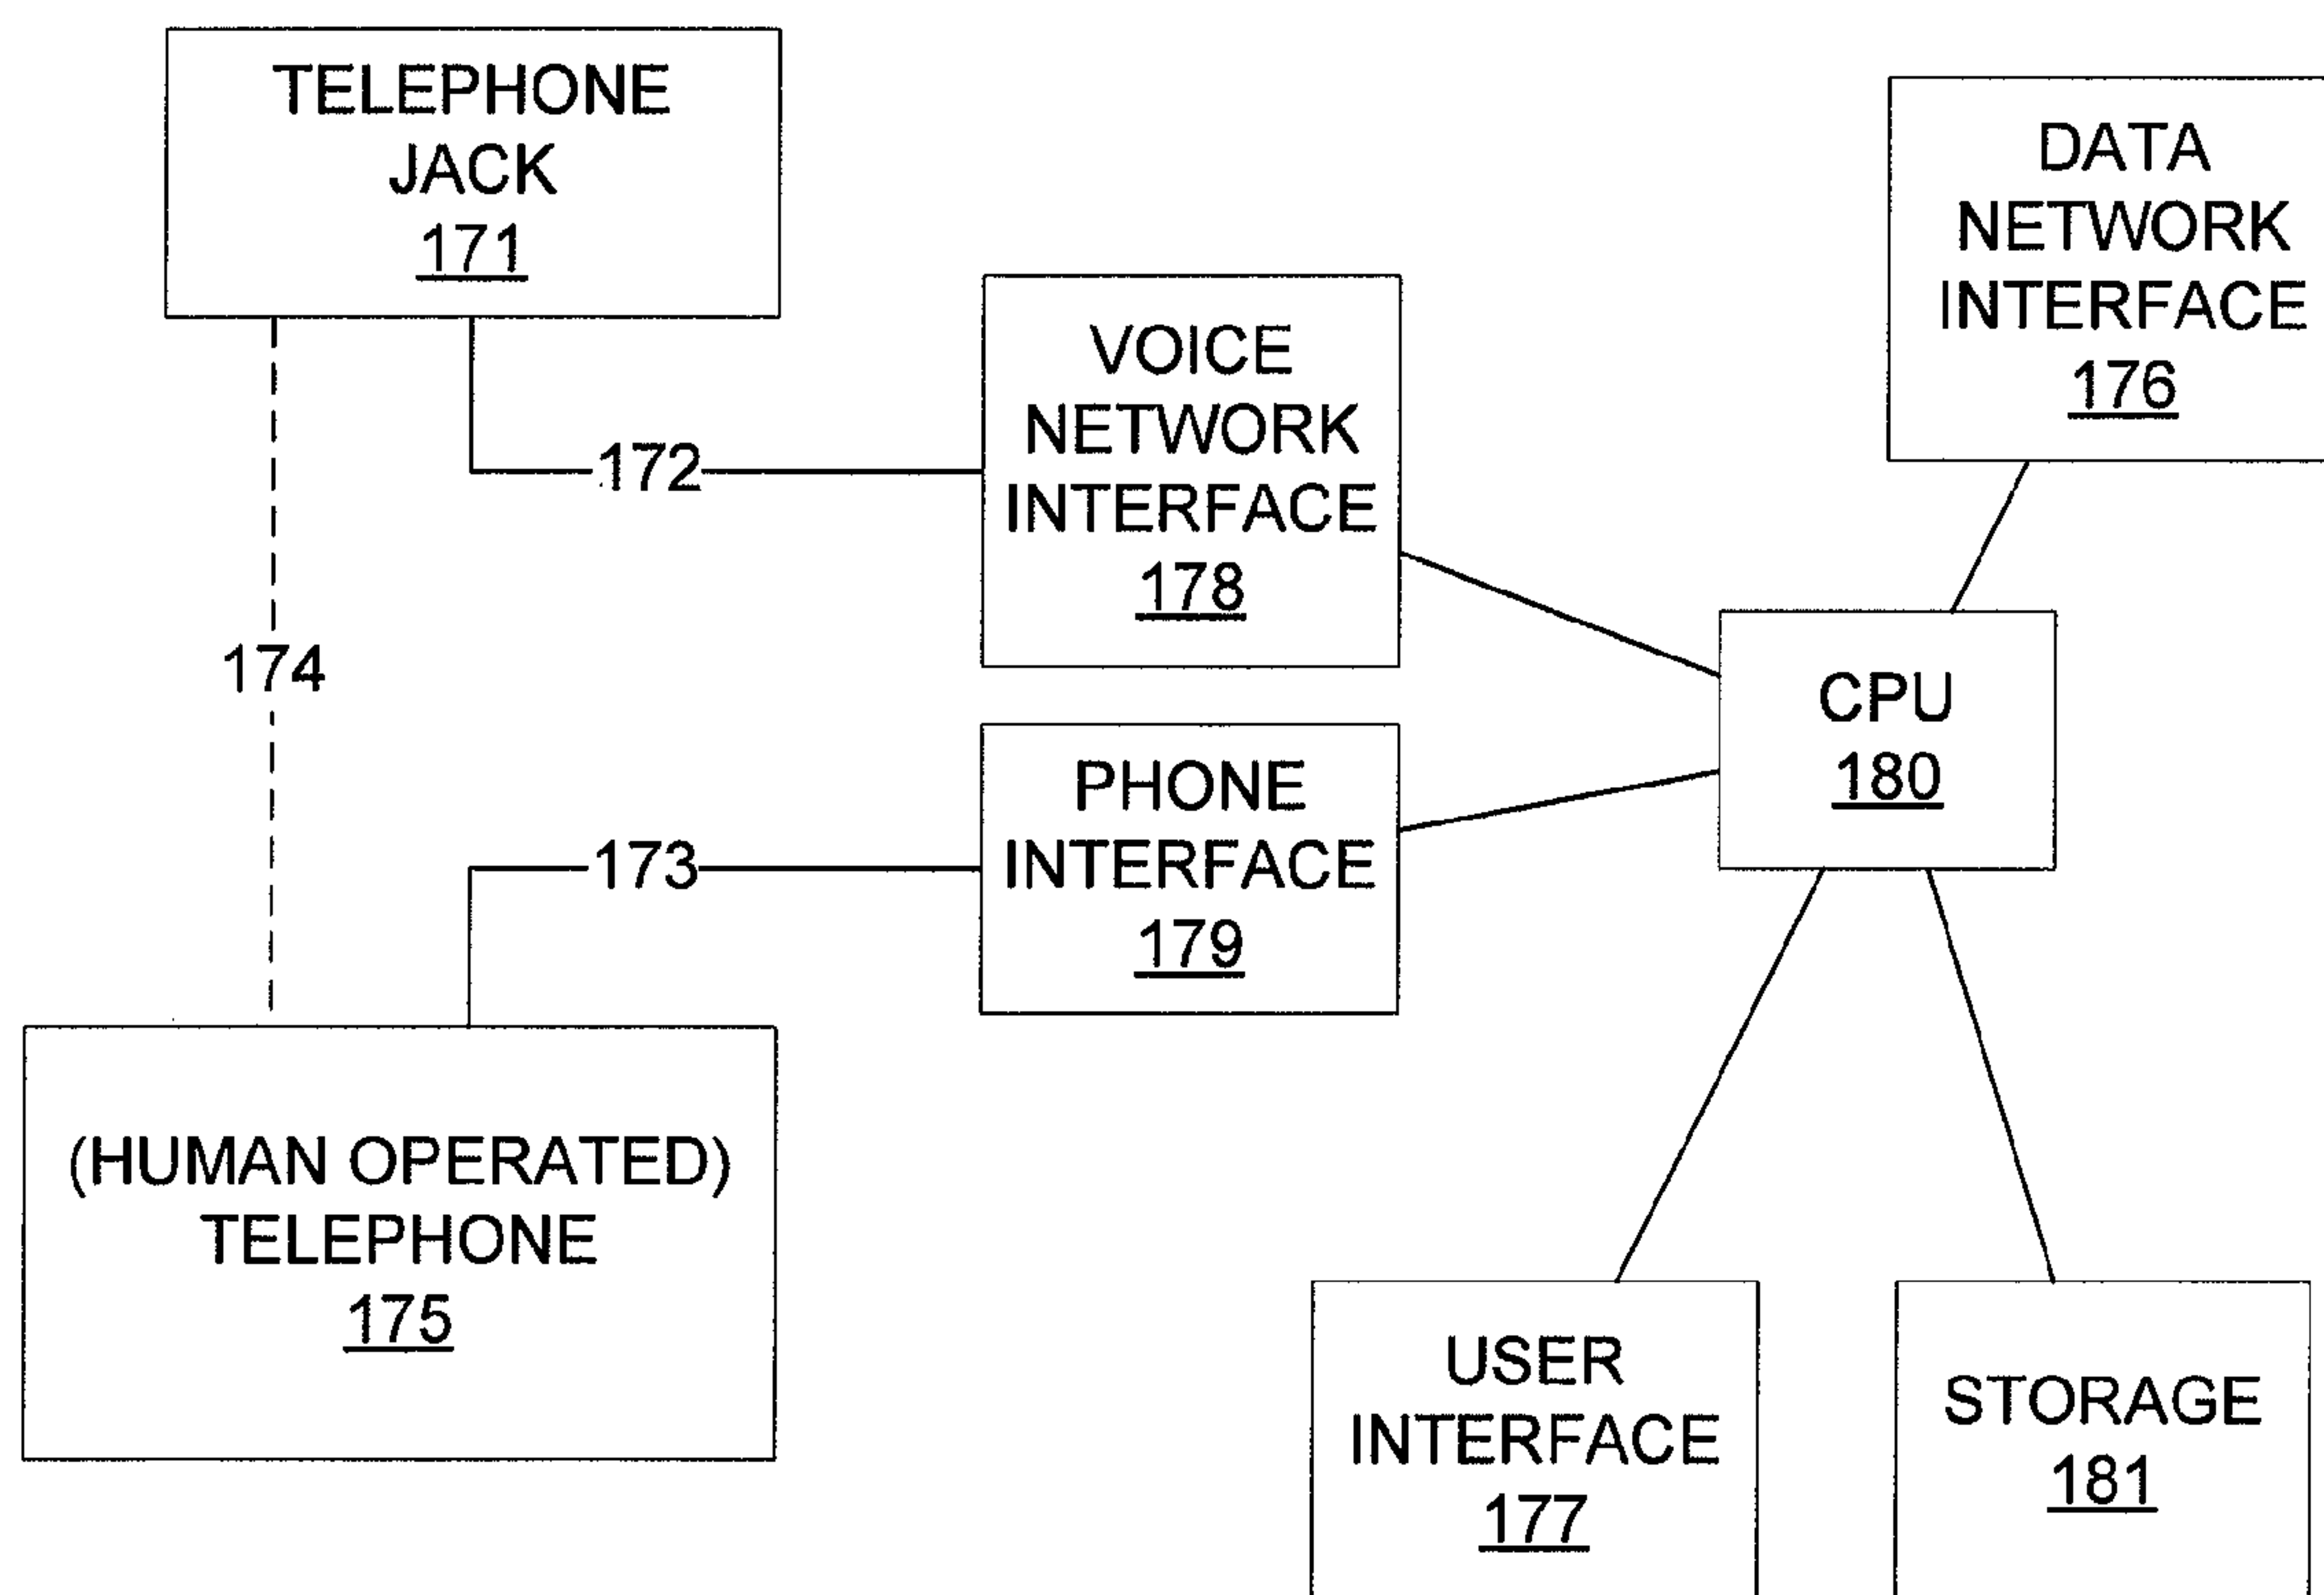 TELEPHONE
JACK
171
DATA
NETWORK
INTERFACE
176
VOICE
NETWORK
INTERFACE
178
172
174
CPU
180
PHONE
INTERFACE
179
173
(HUMAN OPERATED)
TELEPHONE
175
USER
INTERFACE
177
STORAGE
181